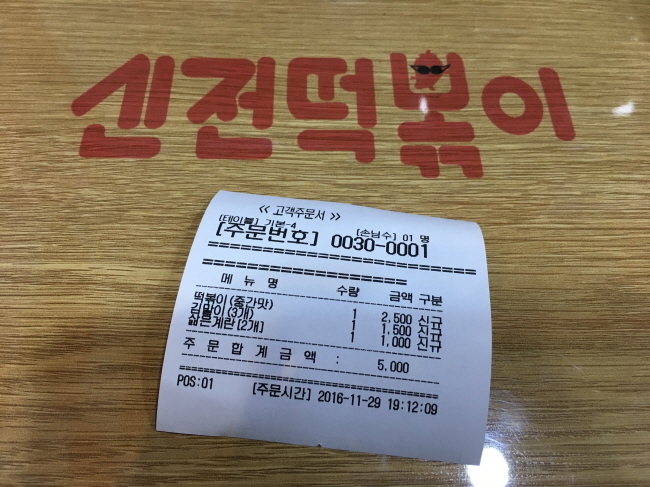 신전떡볶이
<< 고객주문서 >>
[테이블] 기본-4 [손님수] 01 명
[주문번호] 0030-0001
메 뉴 명 수량 금액 구분
떡볶이(중간맛) 1 2,500 신규
김말이(3개) 1 1,500 신규
삶은계란[2개] 1 1,000 신규
주 문 합 계 금 액 : 5,000
POS:01 [주문시간] 2016-11-29 19:12:09